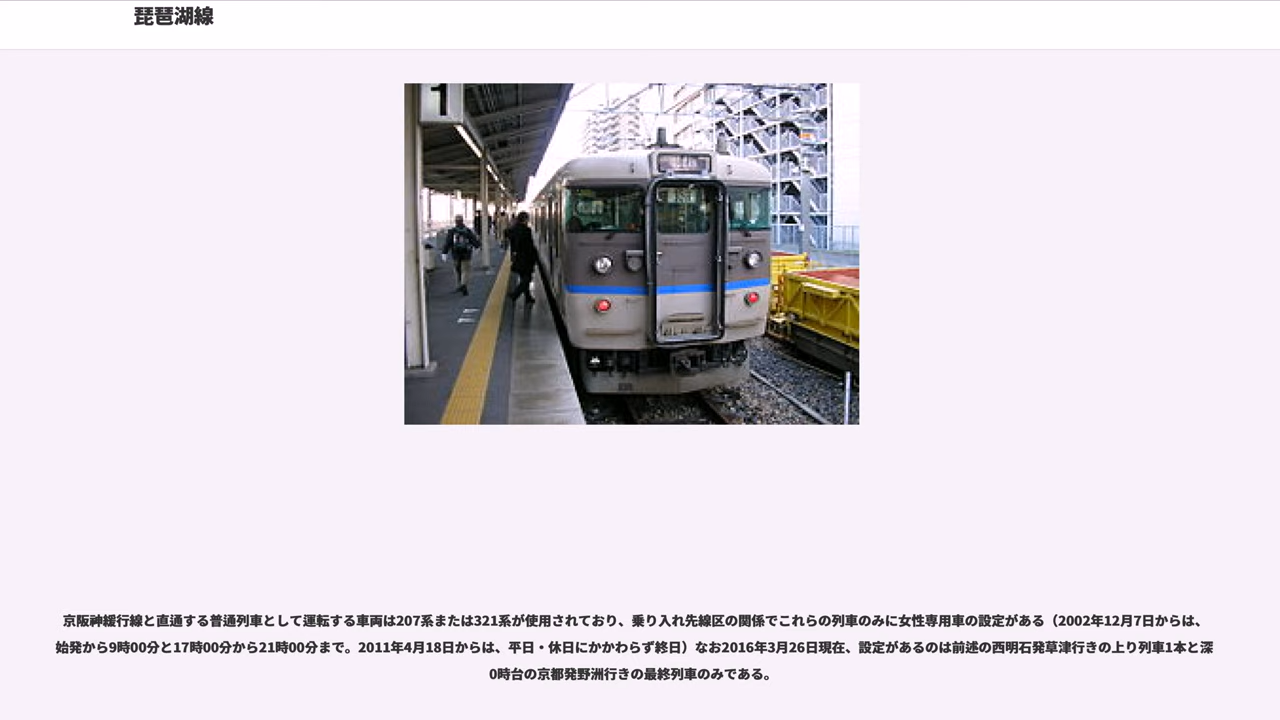 琵琶湖線
1
京阪神緩行線と直通する普通列車として運転する車両は207系または321系が使用されており、乗り入れ先線区の関係でこれらの列車のみに女性専用車の設定がある（2002年12月7日からは、
始発から9時00分と17時00分から21時00分まで。2011年4月18日からは、平日・休日にかかわらず終日）なお2016年3月26日現在、設定があるのは前述の西明石発草津行きの上り列車1本と深
0時台の京都発野洲行きの最終列車のみである。